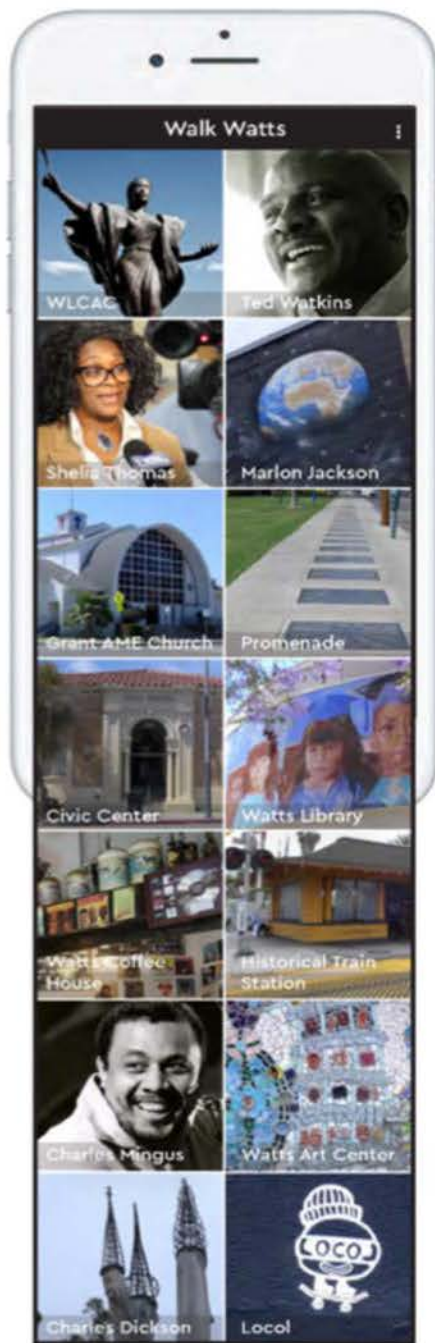 Walk Watts
WLCAC
Ted Watkins
Shelia Thomas
Marlon Jackson
Grant AME Church
Promenade
Civic Center
Watts Library
Watts Coffee
House
Historical Train
Station
Charles Mingus
Watts Art Center
Charles Dickson
LOCOL
Locol